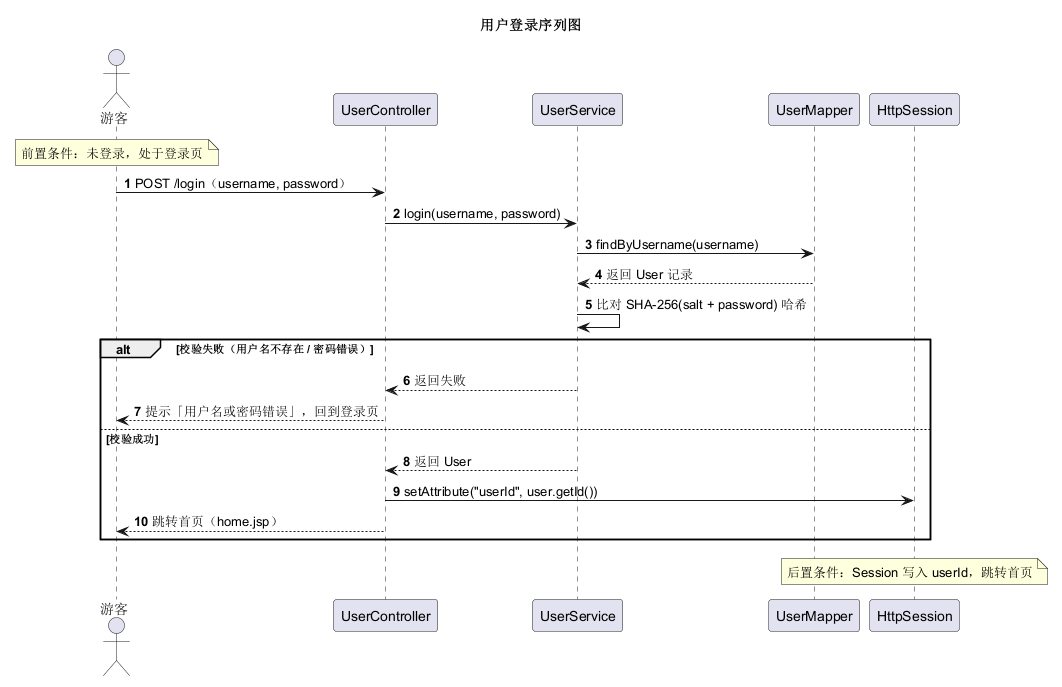 用户登录序列图
游客
UserController
UserService
UserMapper
HttpSession
前置条件：未登录，处于登录页
1 POST /login（username, password）
2 login(username, password)
3 findByUsername(username)
4 返回 User 记录
5 比对 SHA-256(salt + password) 哈希
alt [校验失败（用户名不存在 / 密码错误）]
6 返回失败
7 提示「用户名或密码错误」，回到登录页
[校验成功]
8 返回 User
9 setAttribute("userId", user.getId())
10 跳转首页（home.jsp）
后置条件：Session 写入 userId，跳转首页
游客
UserController
UserService
UserMapper
HttpSession